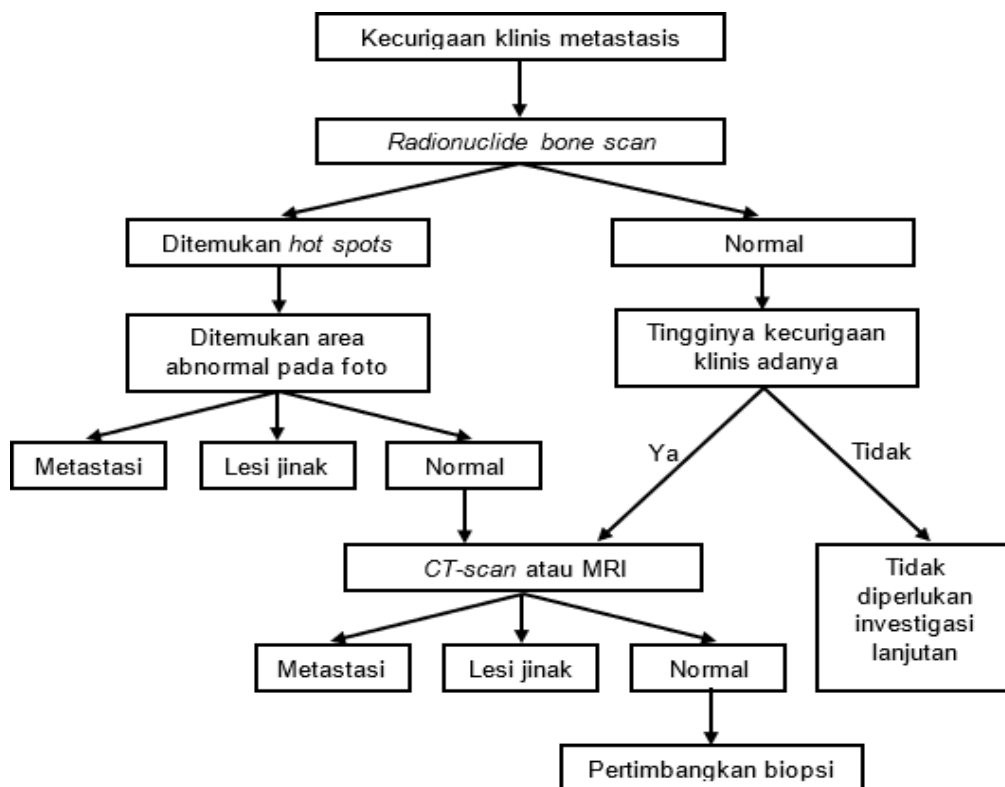 Kecurigaan klinis metastasis
Radionuclide bone scan
Ditemukan hot spots
Normal
Ditemukan area
abnormal pada foto
Tingginya kecurigaan
klinis adanya
Metastasi
Lesi jinak
Normal
Ya
Tidak
CT-scan atau MRI
Tidak
diperlukan
investigasi
lanjutan
Metastasi
Lesi jinak
Normal
Pertimbangkan biopsi